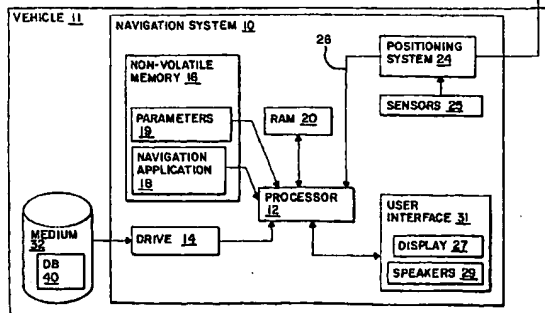 VEHICLE 11
NAVIGATION SYSTEM 10
26
POSITIONING
SYSTEM 24
NON-VOLATILE
MEMORY 16
SENSORS 25
PARAMETERS
19
RAM 20
NAVIGATION
APPLICATION
18
PROCESSOR
12
USER
INTERFACE 31
DISPLAY 27
SPEAKERS 29
MEDIUM
32
DB
40
DRIVE 14